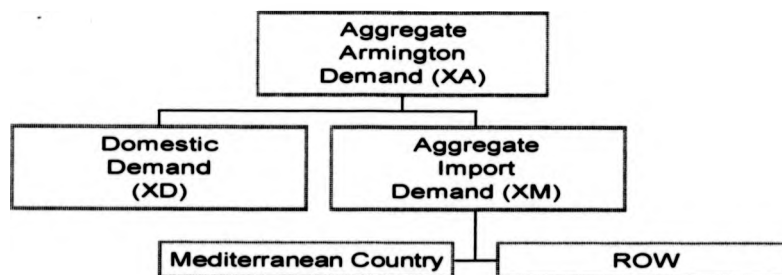 Aggregate
Armington
Demand (XA)
Domestic
Demand
(XD)
Aggregate
Import
Demand (XM)
Mediterranean Country
ROW